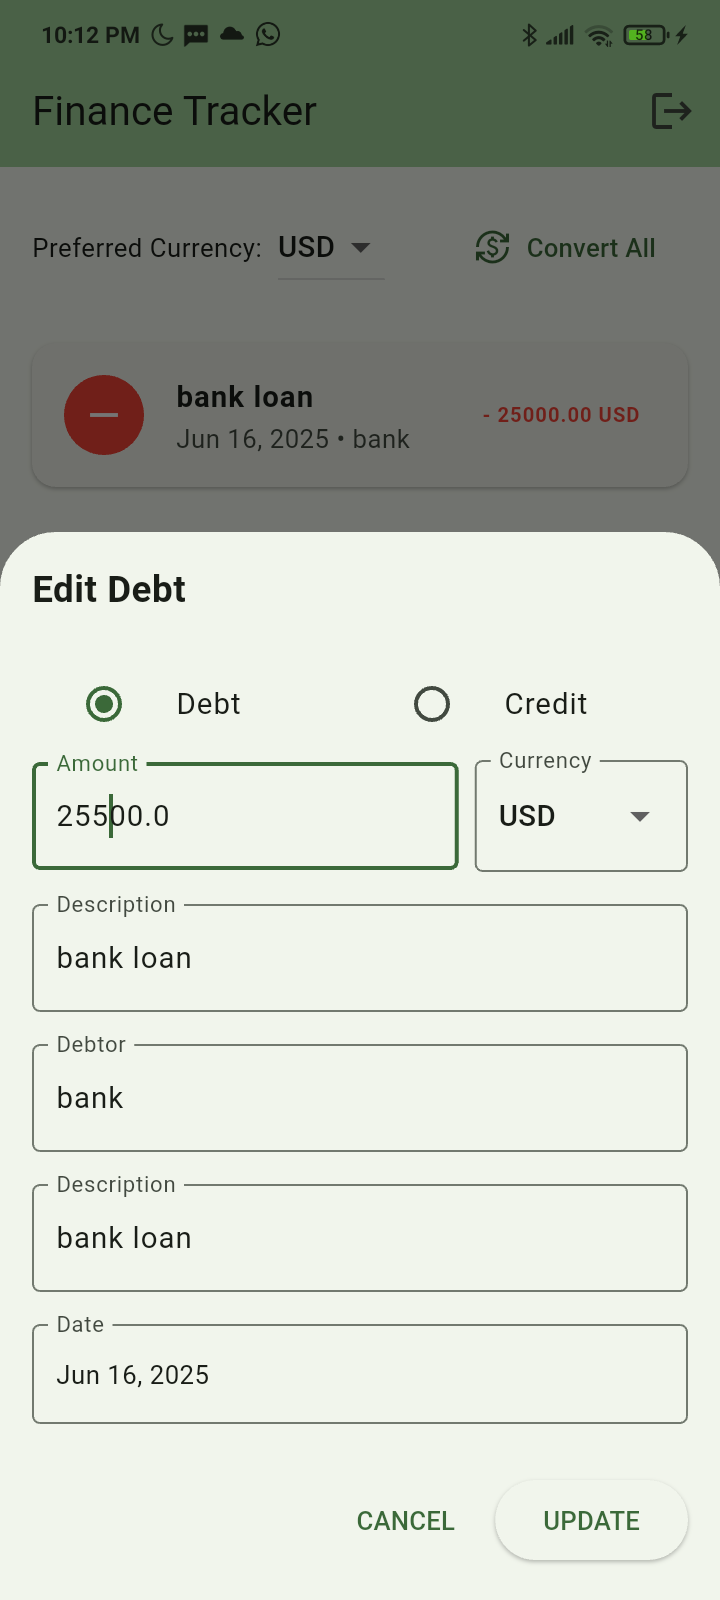 10:12 PM 58
Finance Tracker
Preferred Currency: USD Convert All
bank loan
Jun 16, 2025 • bank
- 25000.00 USD
Edit Debt
Debt Credit
Amount Currency
25500.0 USD
Description
bank loan
Debtor
bank
Description
bank loan
Date
Jun 16, 2025
CANCEL UPDATE